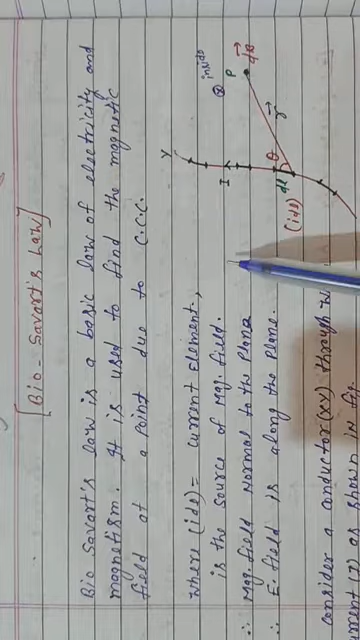 [Bio-Savart's Law]
Bio Savart's law is a basic law of electricity and
magnetism. It is used to find the magnetic
field at a point due to C.C.C.
where (idl) = current Element,
is the source of Mag. field.
∴ Mag. field Normal to the Plane
∴ E. field is along the Plane.
consider a conductor (XY) through w
ment (I) as shown in fig
Y
I
⊗ inside
P
dB
r
θ
dl
(idl)